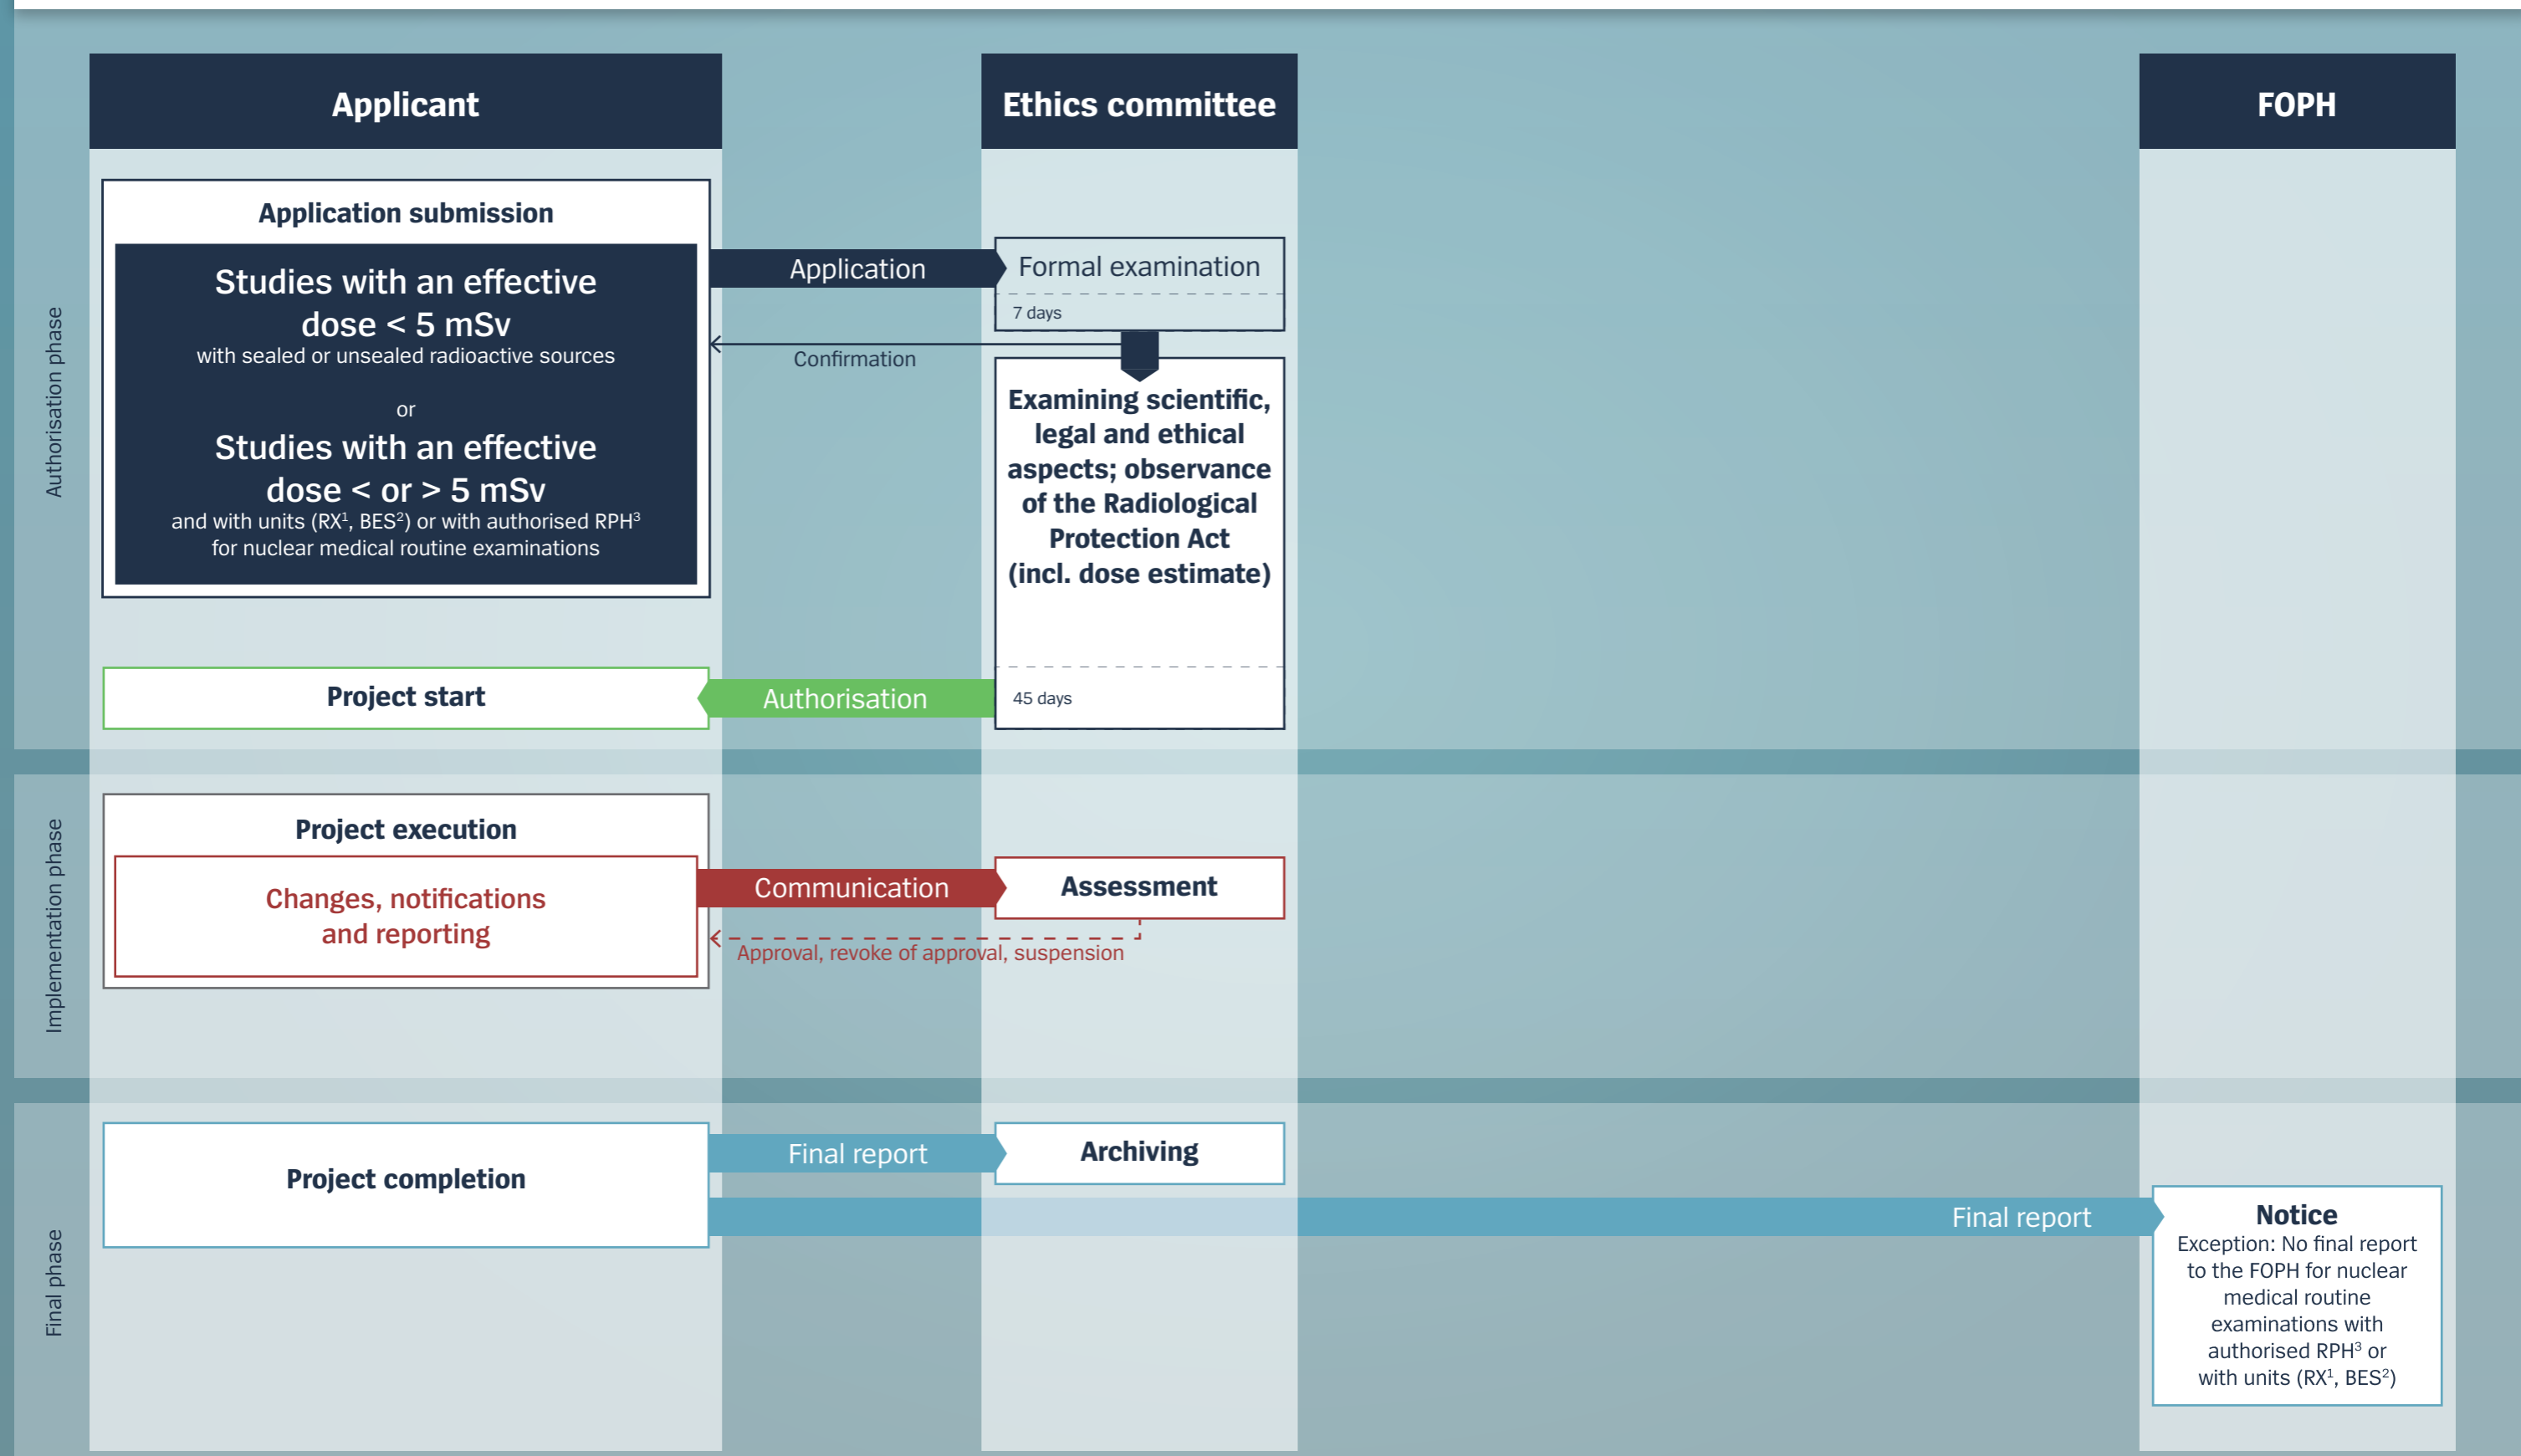 Applicant
Ethics committee
FOPH
Authorisation phase
Application submission
Studies with an effective
dose < 5 mSv
with sealed or unsealed radioactive sources
or
Studies with an effective
dose < or > 5 mSv
and with units (RX¹, BES²) or with authorised RPH³
for nuclear medical routine examinations
Application
Formal examination
7 days
Confirmation
Examining scientific,
legal and ethical
aspects; observance
of the Radiological
Protection Act
(incl. dose estimate)
45 days
Authorisation
Project start
Implementation phase
Project execution
Changes, notifications
and reporting
Communication
Assessment
Approval, revoke of approval, suspension
Final phase
Project completion
Final report
Archiving
Final report
Notice
Exception: No final report
to the FOPH for nuclear
medical routine
examinations with
authorised RPH³ or
with units (RX¹, BES²)